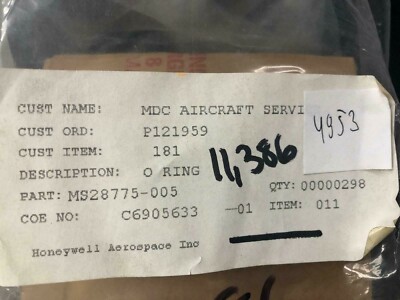 CUST NAME: MDC AIRCRAFT SERVI
4953
CUST ORD: P121959
CUST ITEM: 181
11,386
DESCRIPTION: O RING
PART: MS28775-005 QTY: 00000298
COE NO: C6905633 -01 ITEM: 011
Honeywell Aerospace Inc